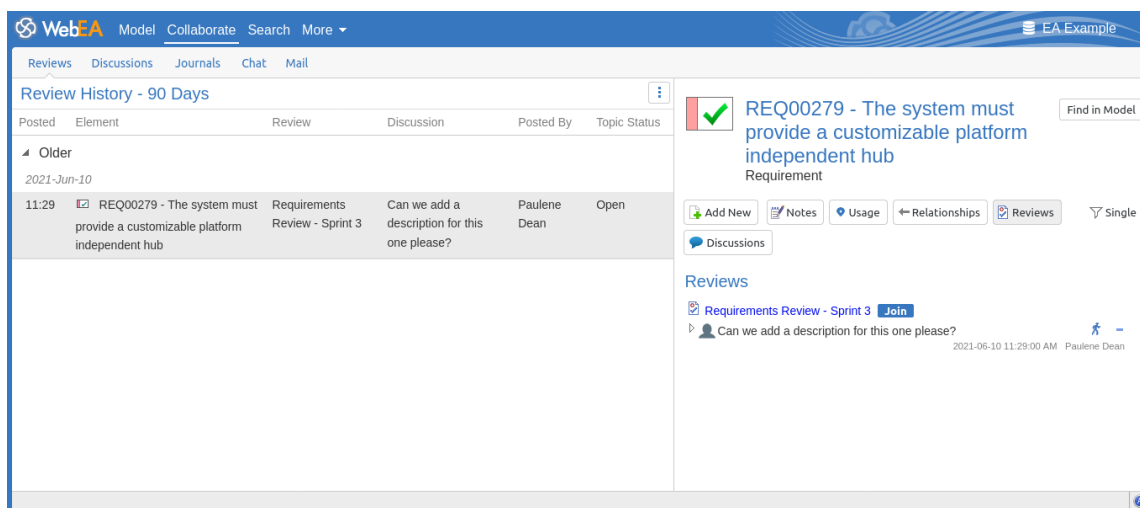 WebEA Model Collaborate Search More EA Example
Reviews Discussions Journals Chat Mail
Review History - 90 Days
Posted Element Review Discussion Posted By Topic Status
Older
2021-Jun-10
11:29 REQ00279 - The system must Requirements Can we add a Paulene Open
provide a customizable platform Review - Sprint 3 description for this Dean
independent hub one please?
REQ00279 - The system must Find in Model
provide a customizable platform
independent hub
Requirement
Add New Notes Usage Relationships Reviews Single
Discussions
Reviews
Requirements Review - Sprint 3 Join
Can we add a description for this one please?
2021-06-10 11:29:00 AM Paulene Dean